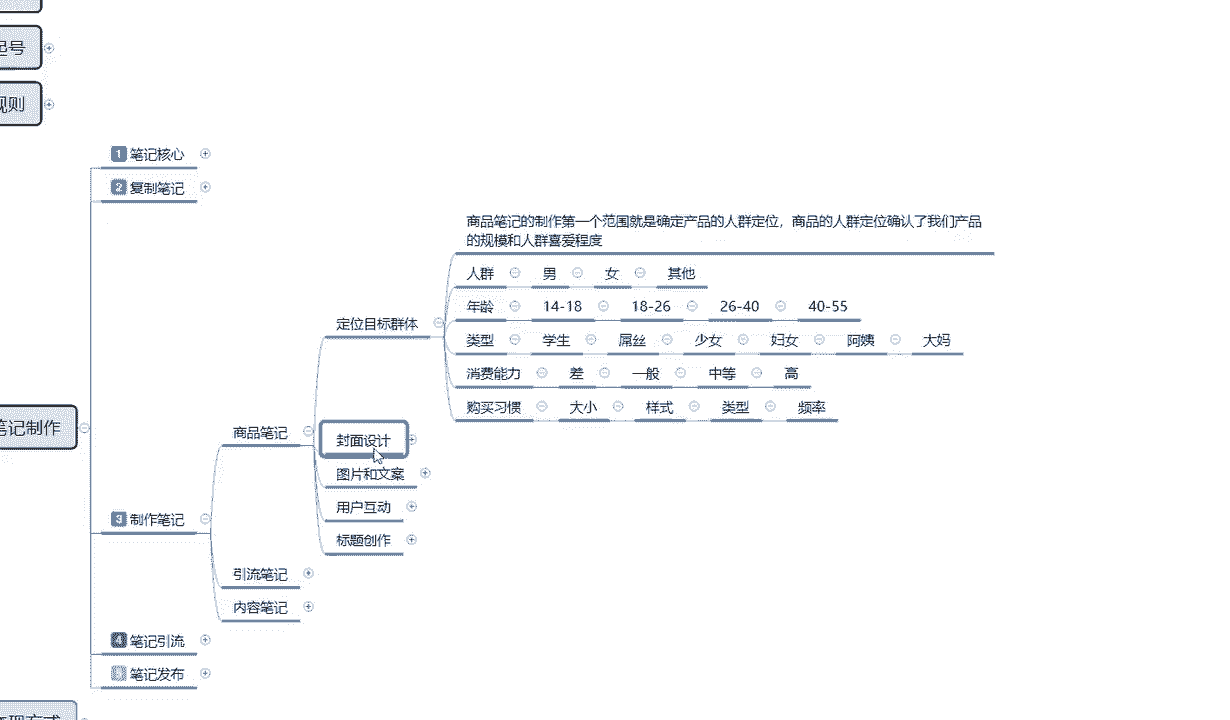 起号
规则
1 笔记核心
2 复制笔记
商品笔记的制作第一个范围就是确定产品的人群定位，商品的人群定位确认了我们产品
的规模和人群喜爱程度
人群 男 女 其他
年龄 14-18 18-26 26-40 40-55
定位目标群体
类型 学生 屌丝 少女 妇女 阿姨 大妈
消费能力 差 一般 中等 高
购买习惯 大小 样式 类型 频率
笔记制作
商品笔记
封面设计
图片和文案
用户互动
标题创作
3 制作笔记
引流笔记
内容笔记
4 笔记引流
笔记发布